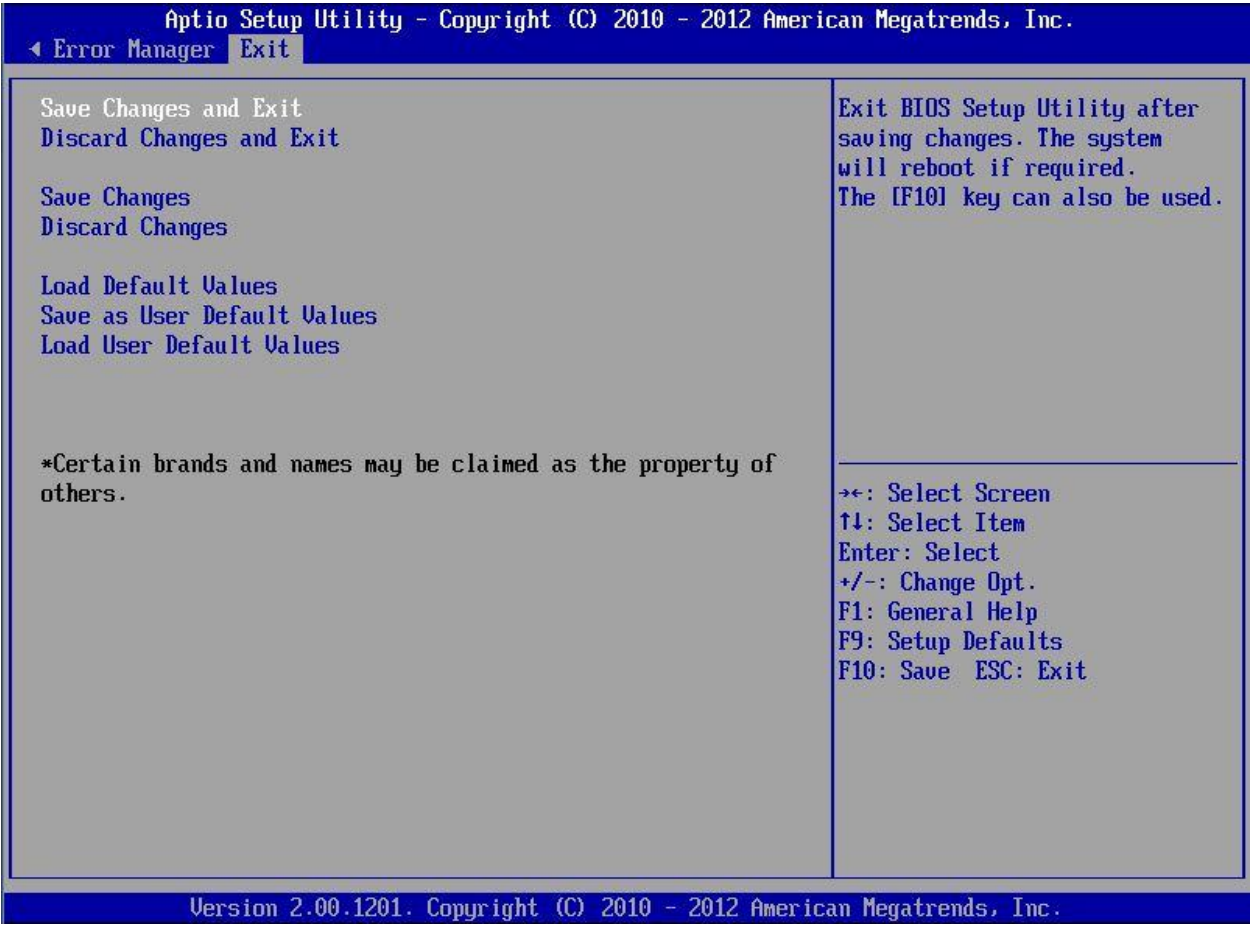 Aptio Setup Utility - Copyright (C) 2010 - 2012 American Megatrends, Inc.
◄ Error Manager Exit
Save Changes and Exit
Discard Changes and Exit
Save Changes
Discard Changes
Load Default Values
Save as User Default Values
Load User Default Values
*Certain brands and names may be claimed as the property of
others.
Exit BIOS Setup Utility after
saving changes. The system
will reboot if required.
The [F10] key can also be used.
→←: Select Screen
↑↓: Select Item
Enter: Select
+/-: Change Opt.
F1: General Help
F9: Setup Defaults
F10: Save ESC: Exit
Version 2.00.1201. Copyright (C) 2010 - 2012 American Megatrends, Inc.